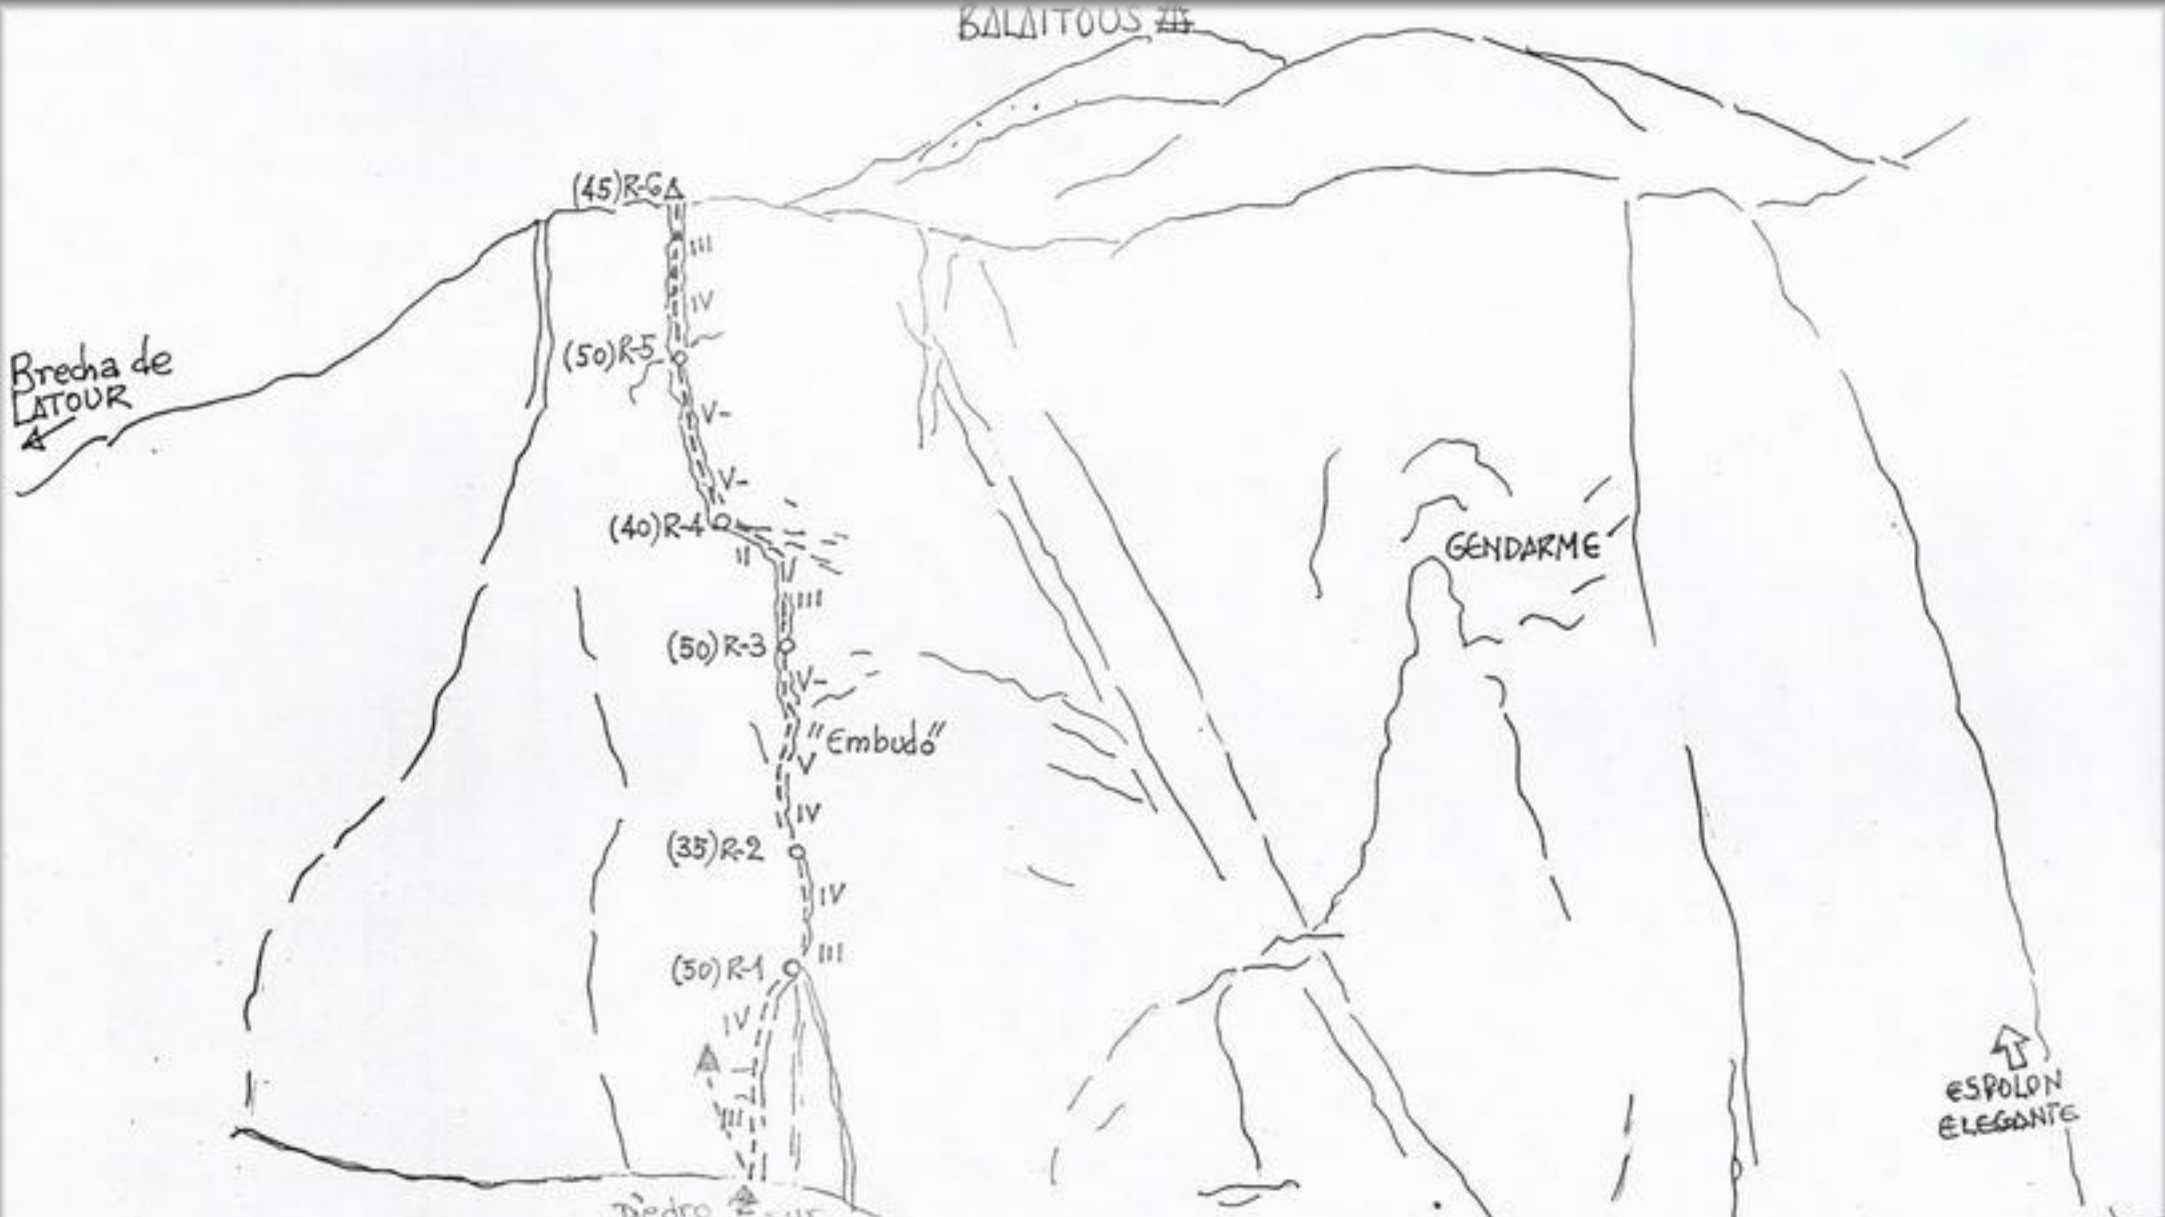 BALAITOUS
(45)R-6
III
IV
Brecha de
LATOUR
(50)R-5
V-
V-
(40)R-4
II
GENDARME
III
(50)R-3
V-
"Embudo"
V
IV
(35)R-2
IV
III
(50)R-1
IV
III
ESPOLON
ELEGANTE
Diedro